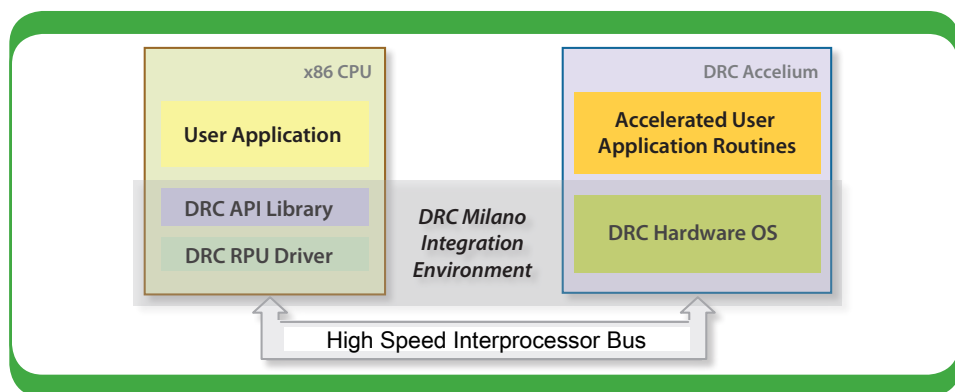 x86 CPU
User Application
DRC API Library
DRC RPU Driver
DRC Milano
Integration
Environment
DRC Accelium
Accelerated User
Application Routines
DRC Hardware OS
High Speed Interprocessor Bus